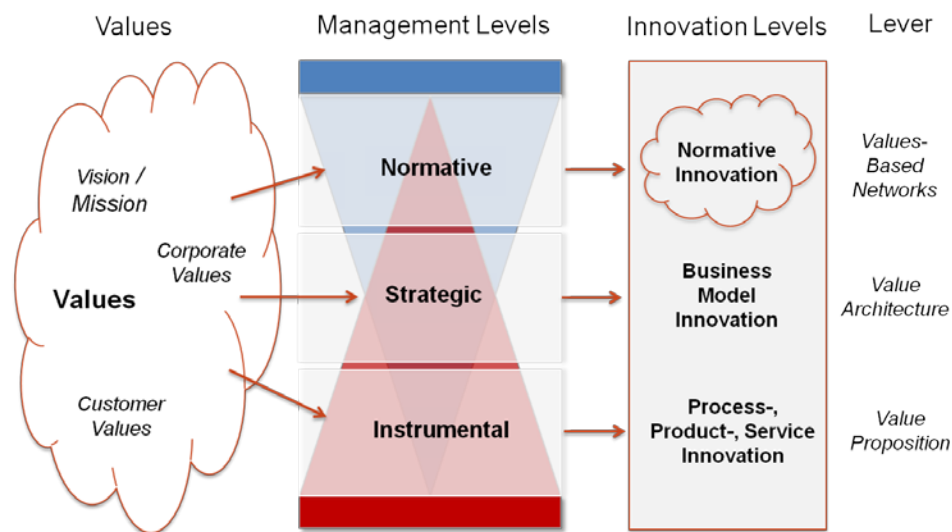 Values
Management Levels
Innovation Levels
Lever
Vision /
Mission
Corporate
Values
Values
Customer
Values
Normative
Strategic
Instrumental
Normative
Innovation
Business
Model
Innovation
Process-,
Product-, Service
Innovation
Values-
Based
Networks
Value
Architecture
Value
Proposition